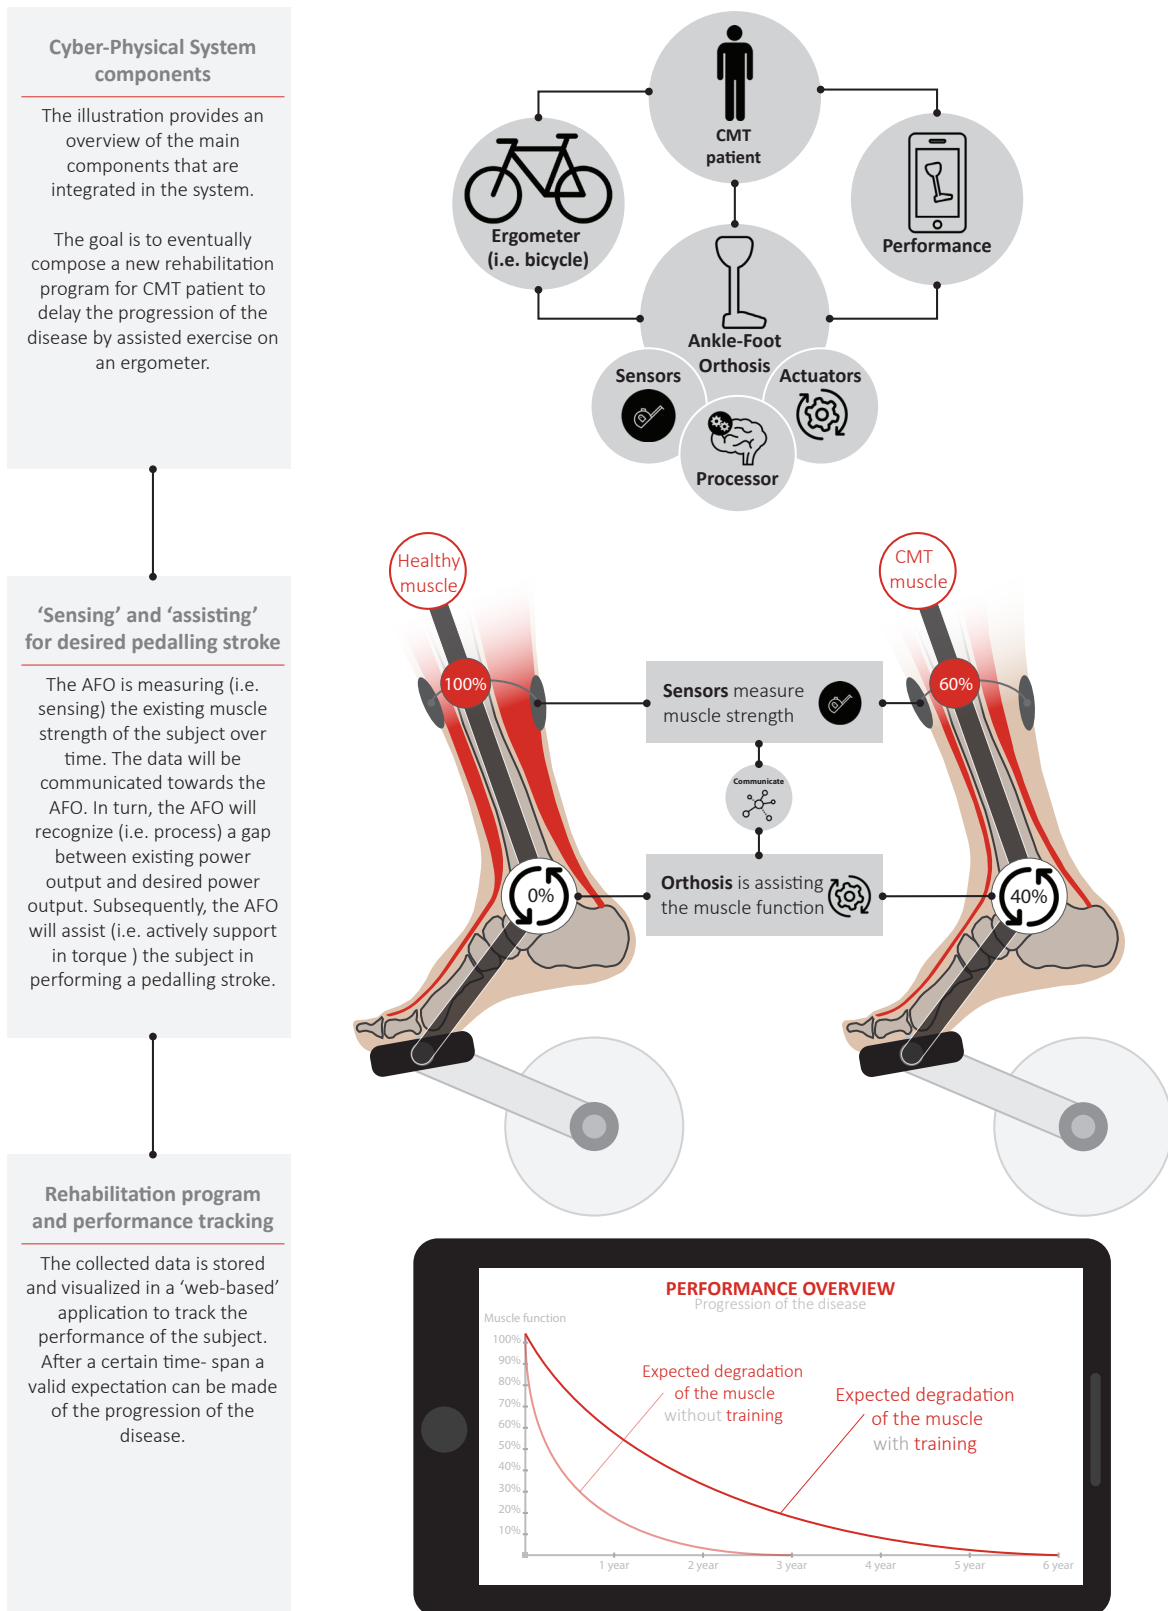 Cyber-Physical System
components
The illustration provides an
overview of the main
components that are
integrated in the system.
The goal is to eventually
compose a new rehabilitation
program for CMT patient to
delay the progression of the
disease by assisted exercise on
an ergometer.
CMT
patient
Ergometer
(i.e. bicycle)
Performance
Ankle-Foot
Orthosis
Sensors
Actuators
Processor
‘Sensing’ and ‘assisting’
for desired pedalling stroke
The AFO is measuring (i.e.
sensing) the existing muscle
strength of the subject over
time. The data will be
communicated towards the
AFO. In turn, the AFO will
recognize (i.e. process) a gap
between existing power
output and desired power
output. Subsequently, the AFO
will assist (i.e. actively support
in torque ) the subject in
performing a pedalling stroke.
Healthy
muscle
100%
0%
Sensors measure
muscle strength
Communicate
Orthosis is assisting
the muscle function
CMT
muscle
60%
40%
Rehabilitation program
and performance tracking
The collected data is stored
and visualized in a ‘web-based’
application to track the
performance of the subject.
After a certain time- span a
valid expectation can be made
of the progression of the
disease.
PERFORMANCE OVERVIEW
Progression of the disease
Muscle function
100%
90%
80%
70%
60%
50%
40%
30%
20%
10%
Expected degradation
of the muscle
without training
Expected degradation
of the muscle
with training
1 year
2 year
3 year
4 year
5 year
6 year